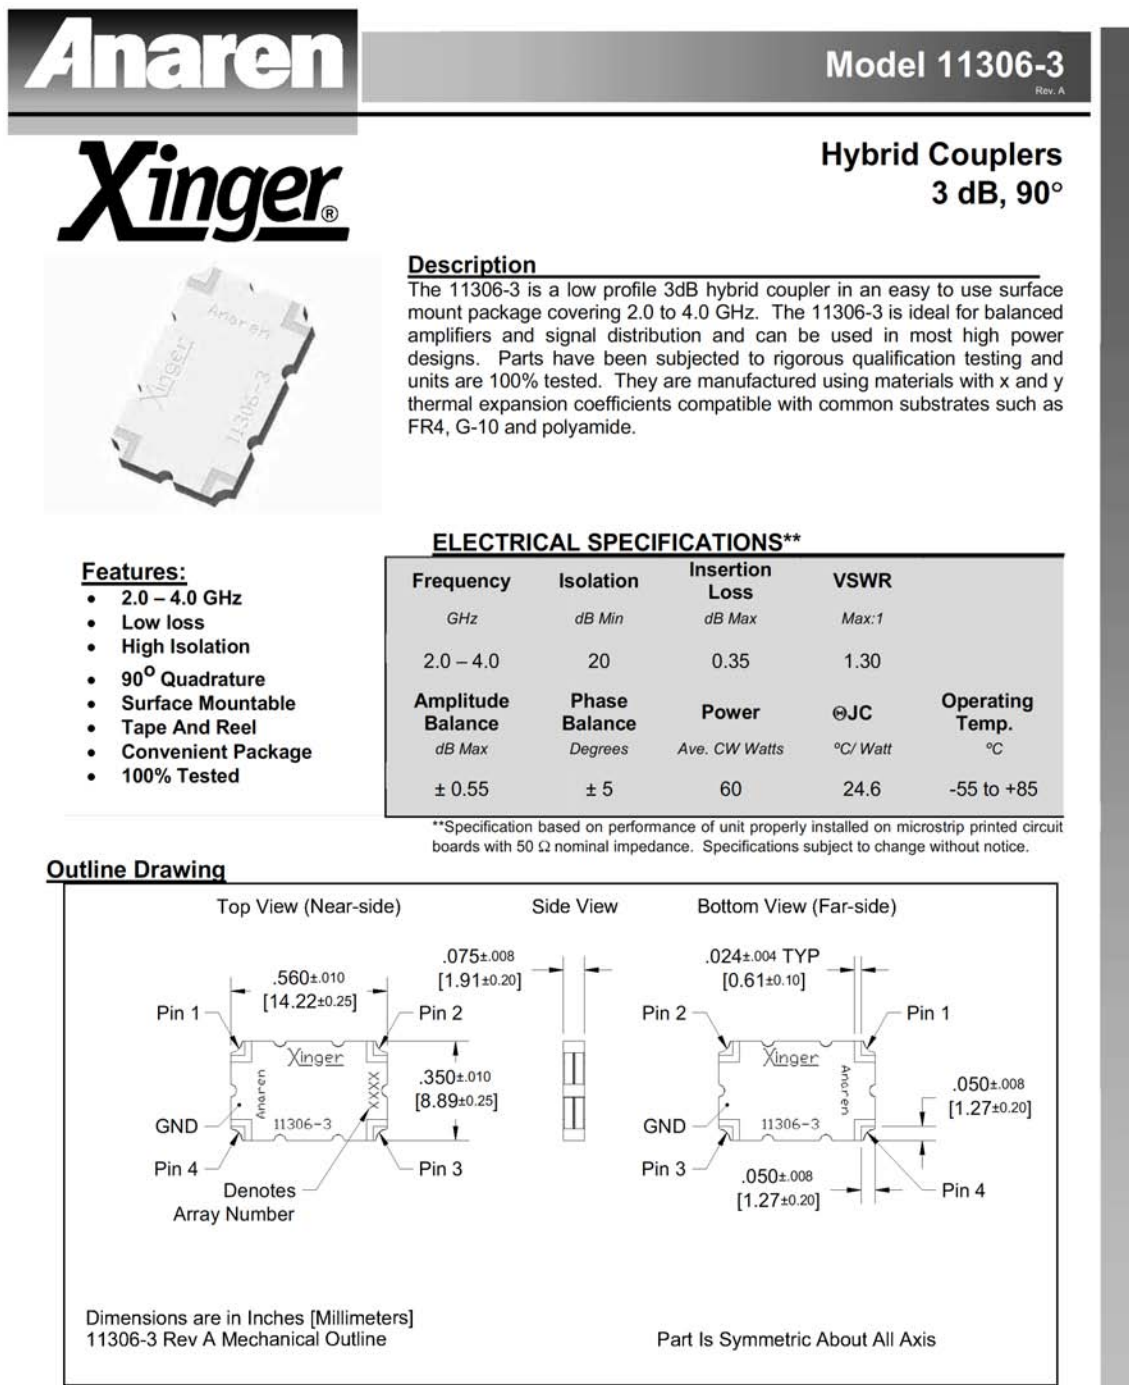 Anaren
Model 11306-3
Rev. A
Xinger®
Hybrid Couplers
3 dB, 90°
Anaren
Xinger
11306-3
Description
The 11306-3 is a low profile 3dB hybrid coupler in an easy to use surface
mount package covering 2.0 to 4.0 GHz. The 11306-3 is ideal for balanced
amplifiers and signal distribution and can be used in most high power
designs. Parts have been subjected to rigorous qualification testing and
units are 100% tested. They are manufactured using materials with x and y
thermal expansion coefficients compatible with common substrates such as
FR4, G-10 and polyamide.
Features:
• 2.0 – 4.0 GHz
• Low loss
• High Isolation
• 90° Quadrature
• Surface Mountable
• Tape And Reel
• Convenient Package
• 100% Tested
ELECTRICAL SPECIFICATIONS**
Frequency Isolation Insertion Loss VSWR
GHz dB Min dB Max Max:1
2.0 – 4.0 20 0.35 1.30
Amplitude Balance Phase Balance Power ΘJC Operating Temp.
dB Max Degrees Ave. CW Watts ºC/ Watt ºC
± 0.55 ± 5 60 24.6 -55 to +85
**Specification based on performance of unit properly installed on microstrip printed circuit
boards with 50 Ω nominal impedance. Specifications subject to change without notice.
Outline Drawing
Top View (Near-side)
.560±.010
[14.22±0.25]
Pin 1
Pin 2
Xinger
Anaren
XXXX
11306-3
.350±.010
[8.89±0.25]
GND
Pin 4
Pin 3
Denotes
Array Number
Side View
.075±.008
[1.91±0.20]
Bottom View (Far-side)
.024±.004 TYP
[0.61±0.10]
Pin 2
Pin 1
Xinger
Anaren
11306-3
.050±.008
[1.27±0.20]
GND
Pin 3
.050±.008
[1.27±0.20]
Pin 4
Dimensions are in Inches [Millimeters]
11306-3 Rev A Mechanical Outline
Part Is Symmetric About All Axis